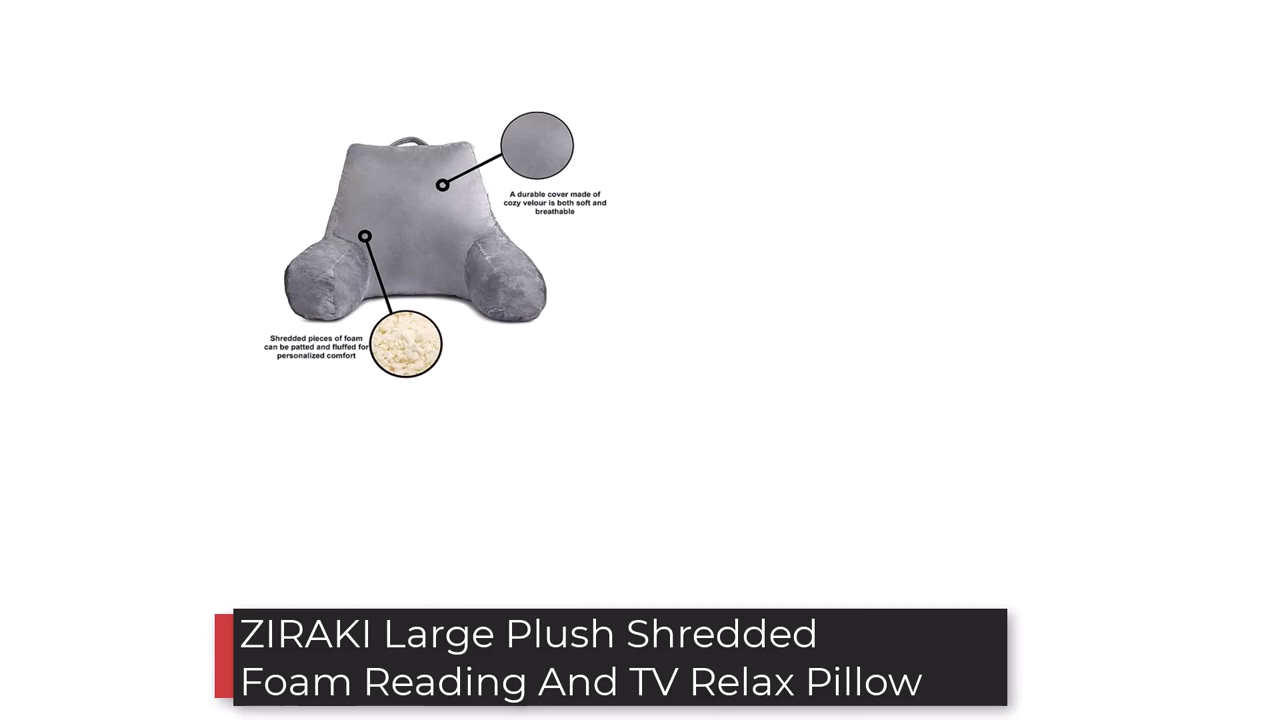 A durable cover made of
cozy velour is both soft and
breathable
Shredded pieces of foam
can be patted and fluffed for
personalized comfort
ZIRAKI Large Plush Shredded
Foam Reading And TV Relax Pillow